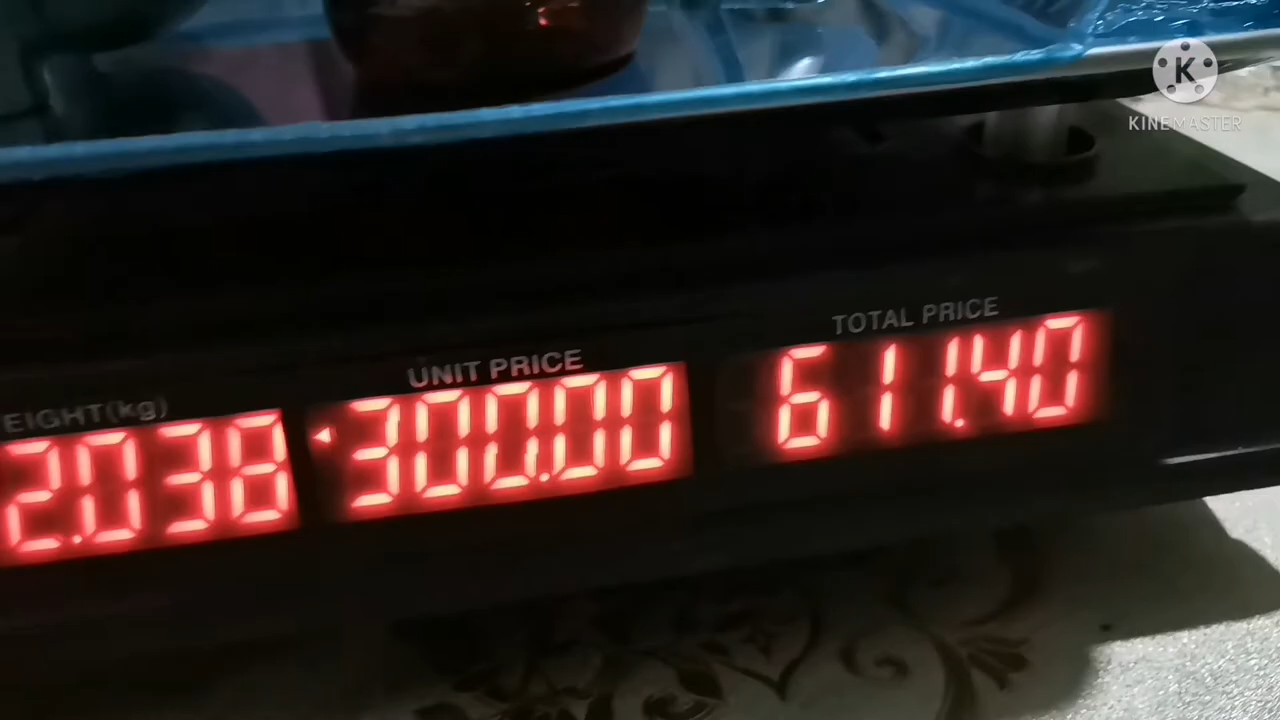 K
KINEMASTER
EIGHT(kg) UNIT PRICE TOTAL PRICE
2.038 300.00 611.40